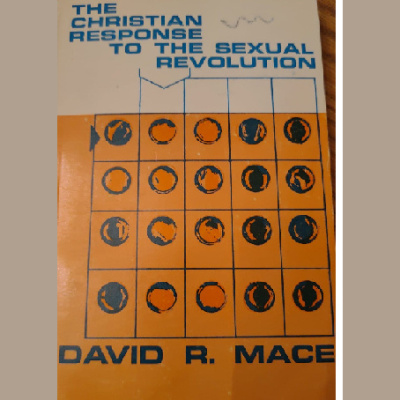 THE
CHRISTIAN
RESPONSE
TO THE SEXUAL
REVOLUTION
DAVID R. MACE